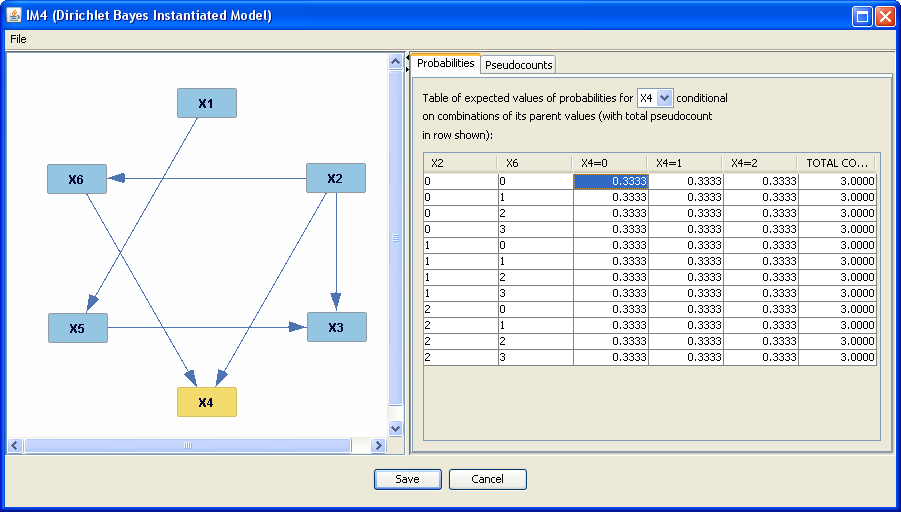 IM4 (Dirichlet Bayes Instantiated Model)
File
X1
X6
X2
X5
X3
X4
Probabilities
Pseudocounts
Table of expected values of probabilities for X4 conditional
on combinations of its parent values (with total pseudocount
in row shown):
X2 X6 X4=0 X4=1 X4=2 TOTAL CO...
0 0 0.3333 0.3333 0.3333 3.0000
0 1 0.3333 0.3333 0.3333 3.0000
0 2 0.3333 0.3333 0.3333 3.0000
0 3 0.3333 0.3333 0.3333 3.0000
1 0 0.3333 0.3333 0.3333 3.0000
1 1 0.3333 0.3333 0.3333 3.0000
1 2 0.3333 0.3333 0.3333 3.0000
1 3 0.3333 0.3333 0.3333 3.0000
2 0 0.3333 0.3333 0.3333 3.0000
2 1 0.3333 0.3333 0.3333 3.0000
2 2 0.3333 0.3333 0.3333 3.0000
2 3 0.3333 0.3333 0.3333 3.0000
Save
Cancel